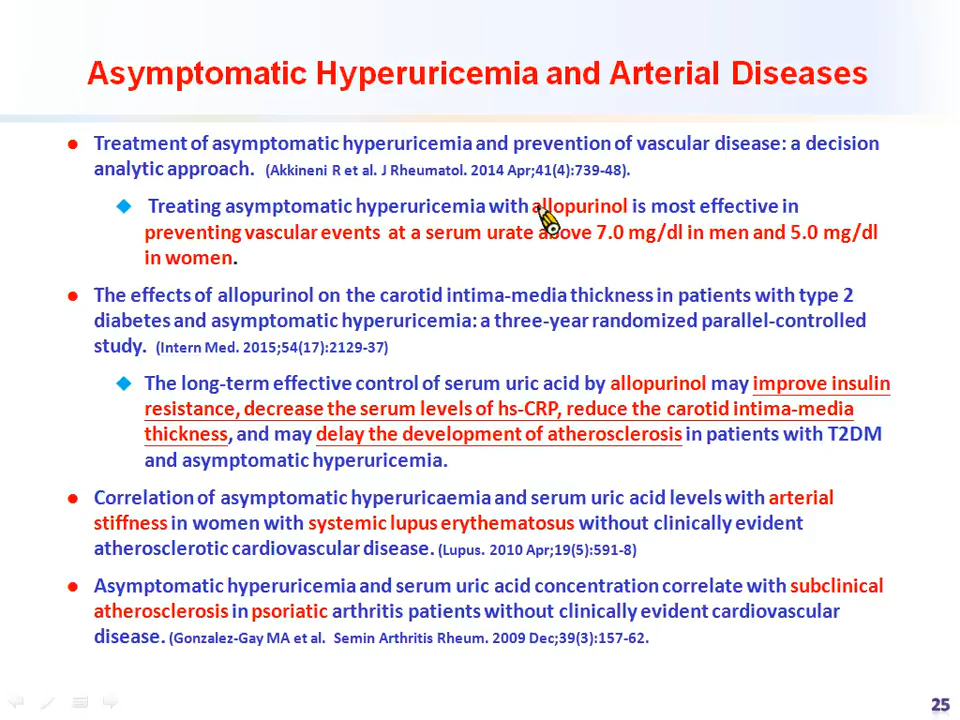 Asymptomatic Hyperuricemia and Arterial Diseases
Treatment of asymptomatic hyperuricemia and prevention of vascular disease: a decision
analytic approach. (Akkineni R et al. J Rheumatol. 2014 Apr;41(4):739-48).
Treating asymptomatic hyperuricemia with allopurinol is most effective in
preventing vascular events at a serum urate above 7.0 mg/dl in men and 5.0 mg/dl
in women.
The effects of allopurinol on the carotid intima-media thickness in patients with type 2
diabetes and asymptomatic hyperuricemia: a three-year randomized parallel-controlled
study. (Intern Med. 2015;54(17):2129-37)
The long-term effective control of serum uric acid by allopurinol may improve insulin
resistance, decrease the serum levels of hs-CRP, reduce the carotid intima-media
thickness, and may delay the development of atherosclerosis in patients with T2DM
and asymptomatic hyperuricemia.
Correlation of asymptomatic hyperuricaemia and serum uric acid levels with arterial
stiffness in women with systemic lupus erythematosus without clinically evident
atherosclerotic cardiovascular disease. (Lupus. 2010 Apr;19(5):591-8)
Asymptomatic hyperuricemia and serum uric acid concentration correlate with subclinical
atherosclerosis in psoriatic arthritis patients without clinically evident cardiovascular
disease. (Gonzalez-Gay MA et al. Semin Arthritis Rheum. 2009 Dec;39(3):157-62.
25